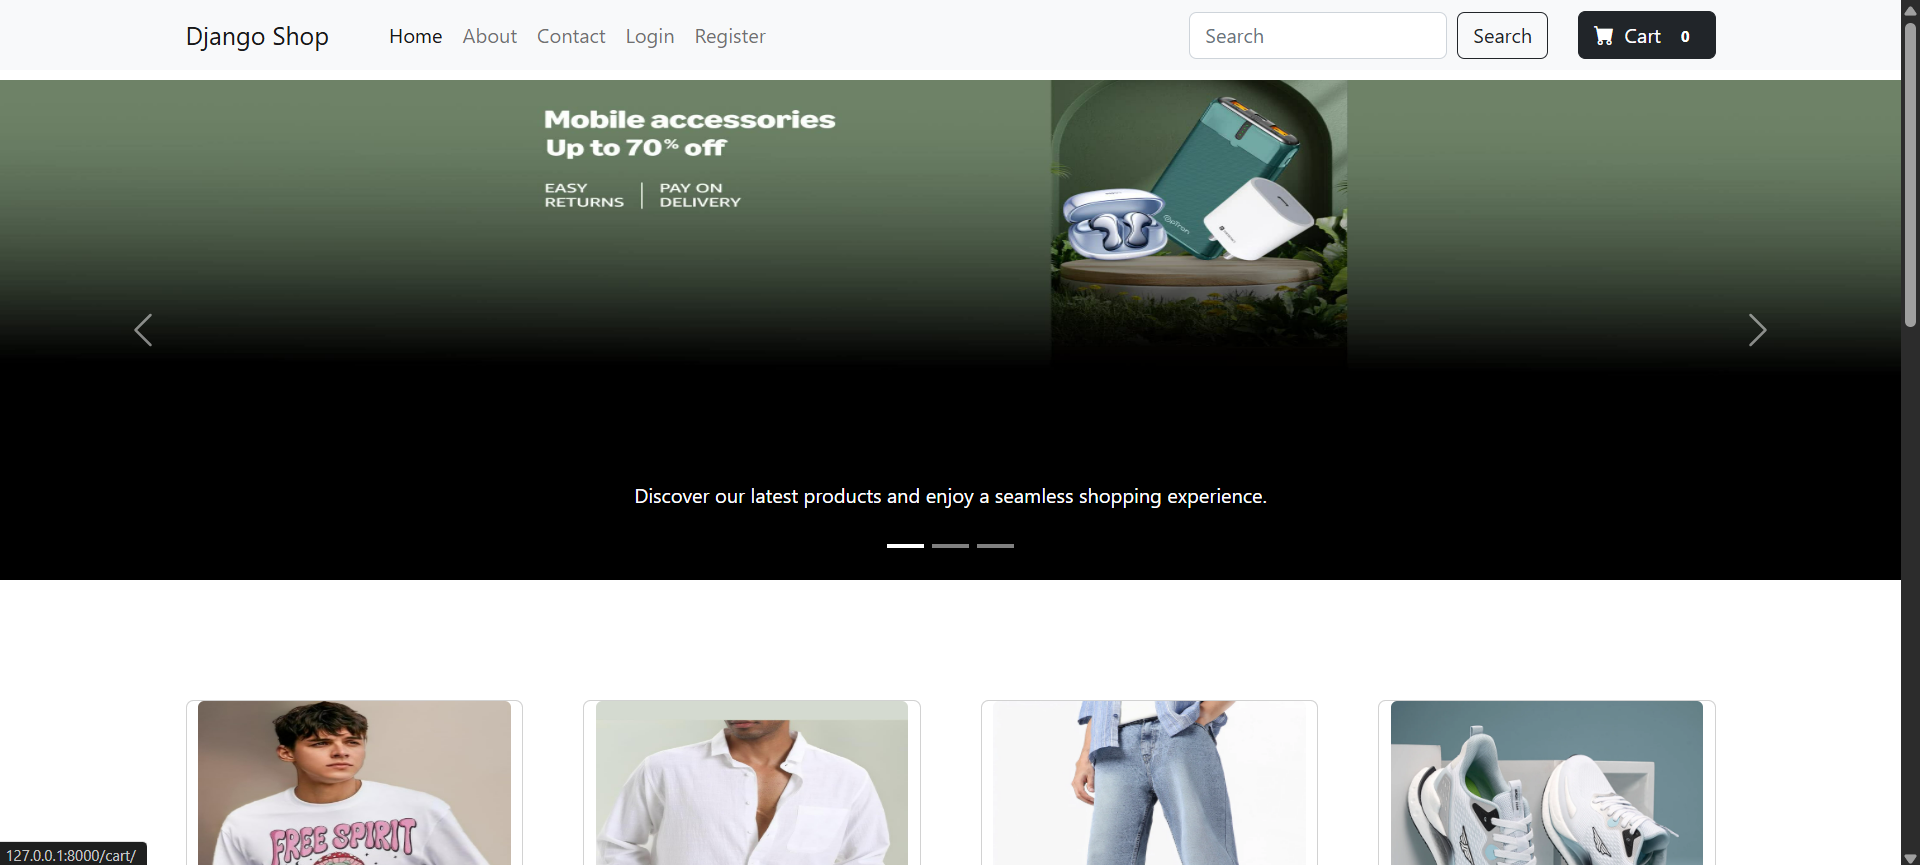 Django Shop
Home
About
Contact
Login
Register
Search
Search
Cart
0
Mobile accessories
Up to 70% off
EASY RETURNS
PAY ON DELIVERY
pTron
Discover our latest products and enjoy a seamless shopping experience.
FREE SPIRIT
127.0.0.1:8000/cart/